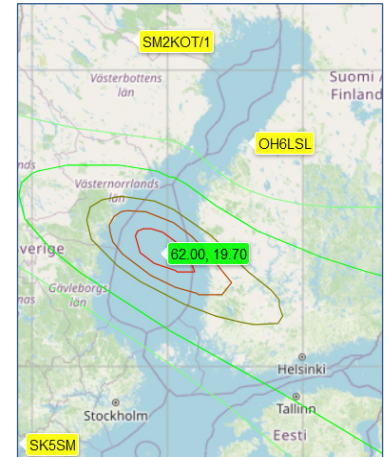 SM2KOT/1
Västerbottens
län
Suomi /
Finland
OH6LSL
Västernorrlands
län
verige
62.00, 19.70
Gävleborgs
län
Helsinki
Stockholm
Tallinn
Eesti
SK5SM